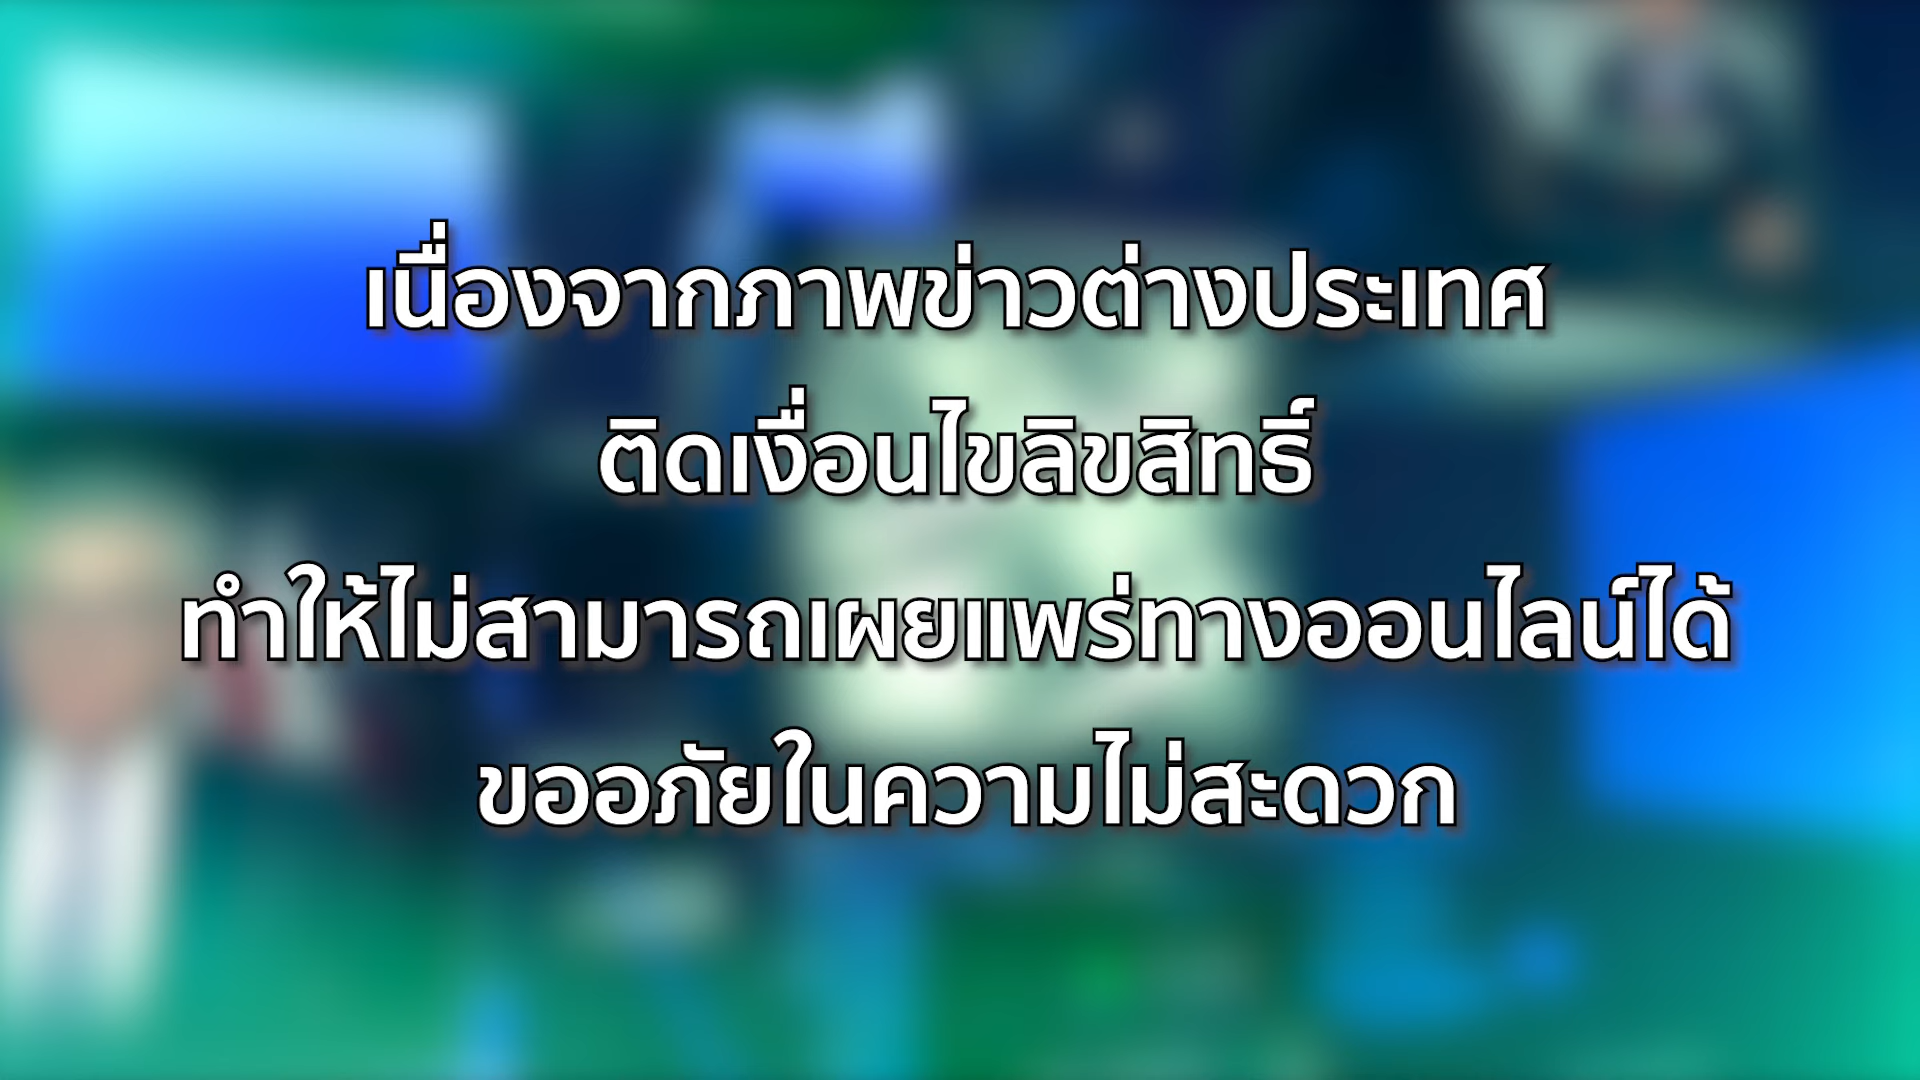 เนื่องจากภาพข่าวต่างประเทศ
ติดเงื่อนไขลิขสิทธิ์
ทำให้ไม่สามารถเผยแพร่ทางออนไลน์ได้
ขออภัยในความไม่สะดวก